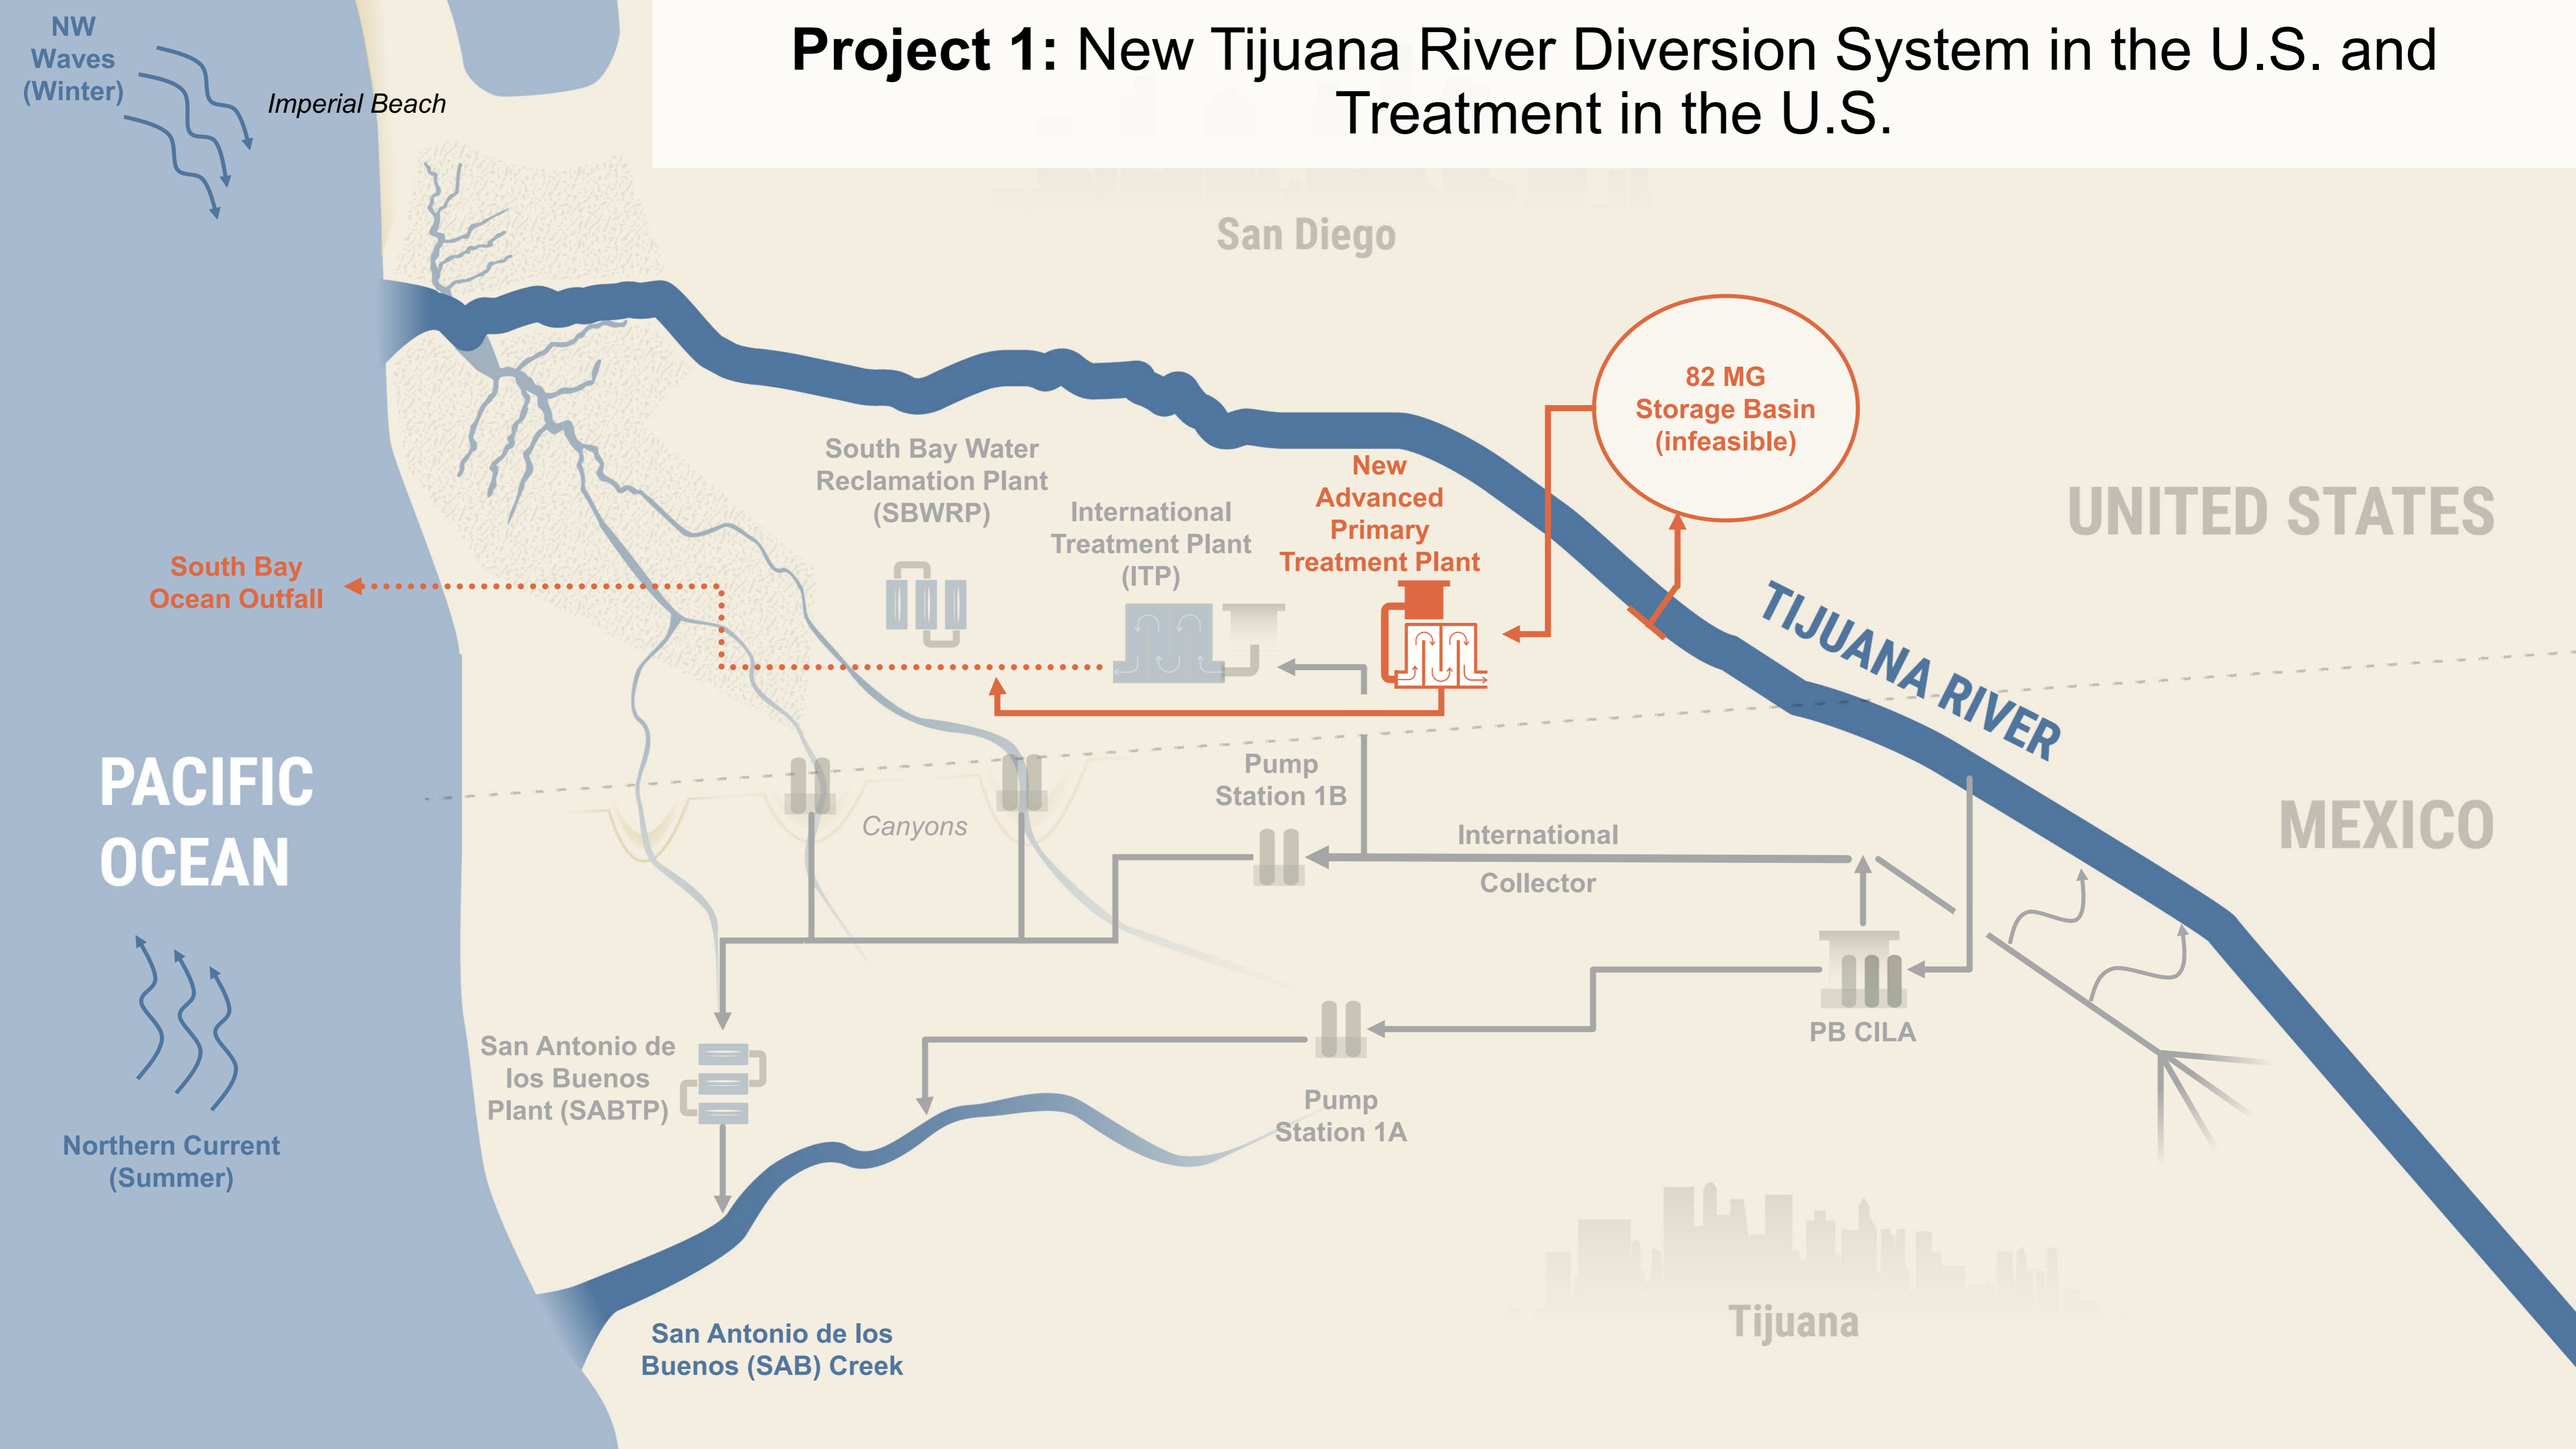 Project 1: New Tijuana River Diversion System in the U.S. and
Treatment in the U.S.
NW
Waves
(Winter)
Imperial Beach
San Diego
82 MG
Storage Basin
(infeasible)
South Bay Water
Reclamation Plant
(SBWRP)
International
Treatment Plant
(ITP)
New
Advanced
Primary
Treatment Plant
UNITED STATES
South Bay
Ocean Outfall
TIJUANA RIVER
PACIFIC
OCEAN
Pump
Station 1B
Canyons
International
Collector
MEXICO
San Antonio de
los Buenos
Plant (SABTP)
PB CILA
Pump
Station 1A
Northern Current
(Summer)
San Antonio de los
Buenos (SAB) Creek
Tijuana